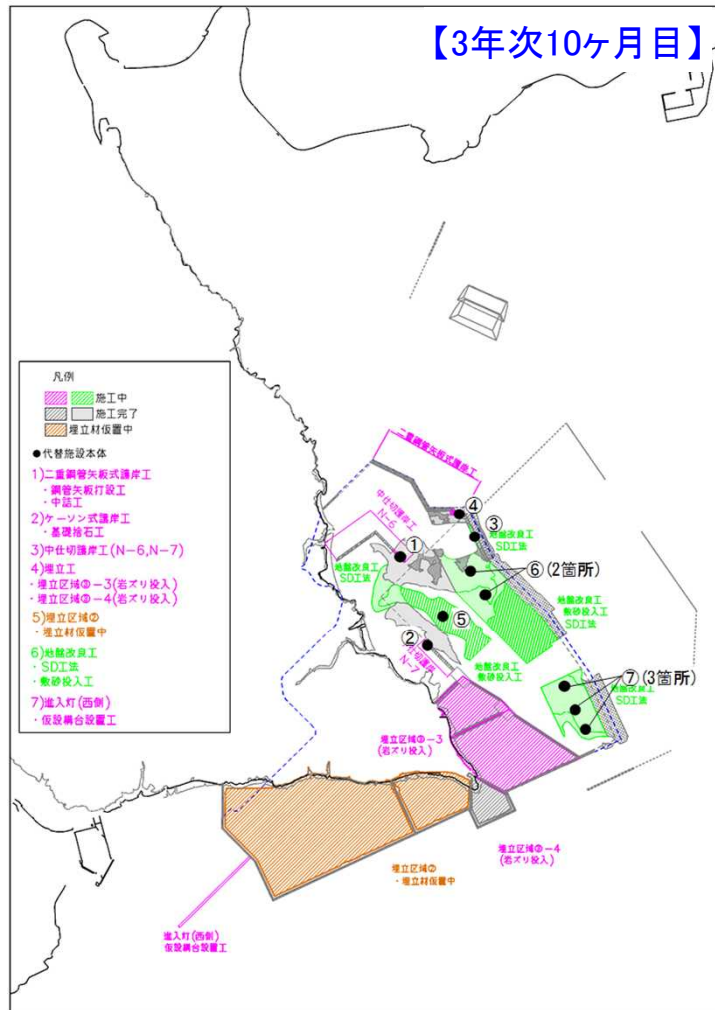 【3年次10ヶ月目】
凡例
施工中
施工完了
埋立材仮置中
●代替施設本体
1)二重鋼管矢板式護岸工
・鋼管矢板打設工
・中詰工
2)ケーソン式護岸工
・基礎捨石工
3)中仕切護岸工(N-6,N-7)
4)埋立工
・埋立区域③-3(岩ズリ投入)
・埋立区域③-4(岩ズリ投入)
5)埋立区域②
・埋立材仮置中
6)地盤改良工
・SD工法
・敷砂投入工
7)進入灯(西側)
・仮設構台設置工
二重鋼管矢板式護岸工
中仕切護岸工
N-6
④
③
地盤改良工
SD工法
①
⑥(2箇所)
地盤改良工
SD工法
地盤改良工
敷砂投入工
SD工法
⑤
②
仕切護岸
N-7
地盤改良工
敷砂投入工
⑦(3箇所)
地盤改良工
SD工法
-3
(岩ズリ投入)
-4
(岩ズリ投入)
埋立区域②
・埋立材仮置中
進入灯(西側)
仮設構台設置工